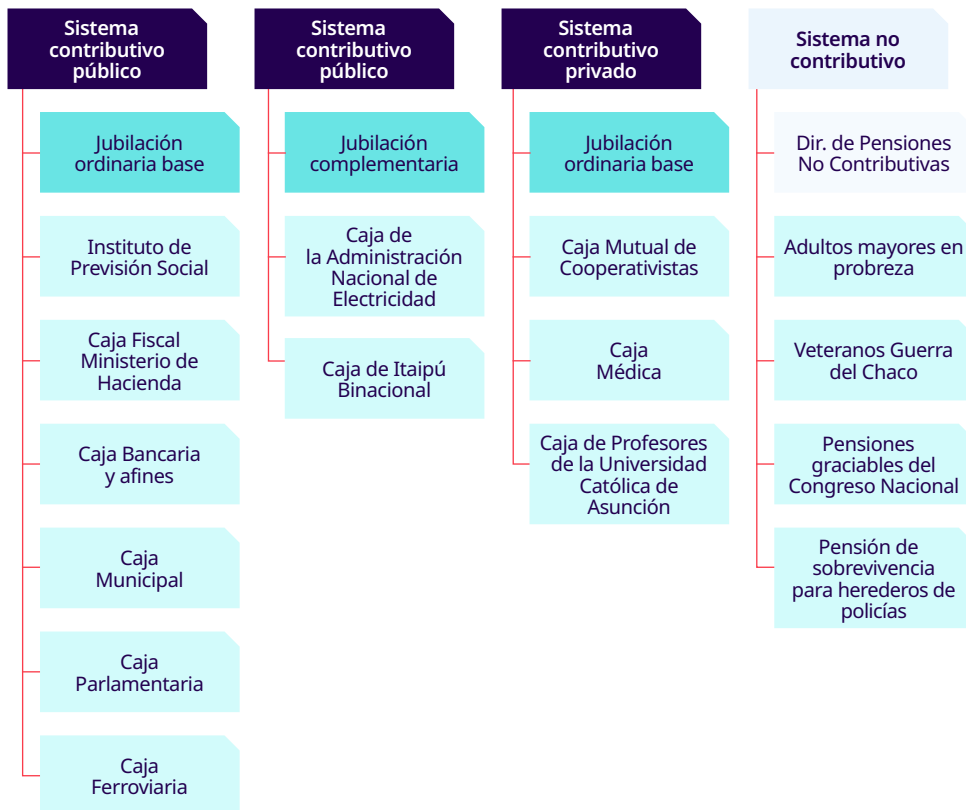 Sistema
contributivo
público
Jubilación
ordinaria base
Instituto de
Previsión Social
Caja Fiscal
Ministerio de
Hacienda
Caja Bancaria
y afines
Caja
Municipal
Caja
Parlamentaria
Caja
Ferroviaria
Sistema
contributivo
público
Jubilación
complementaria
Caja de
la Administración
Nacional de
Electricidad
Caja de Itaipú
Binacional
Sistema
contributivo
privado
Jubilación
ordinaria base
Caja Mutual de
Cooperativistas
Caja
Médica
Caja de Profesores
de la Universidad
Católica de
Asunción
Sistema no
contributivo
Dir. de Pensiones
No Contributivas
Adultos mayores en
probreza
Veteranos Guerra
del Chaco
Pensiones
graciables del
Congreso Nacional
Pensión de
sobrevivencia
para herederos de
policías